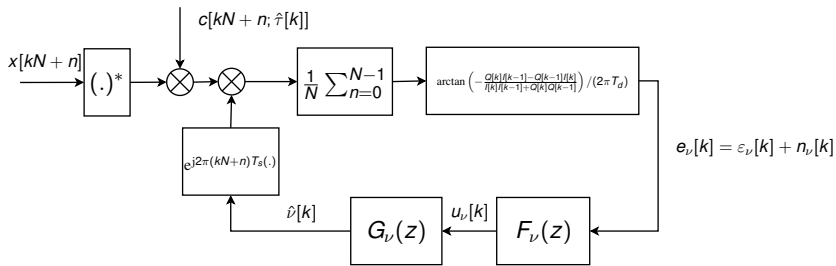 c[kN + n; τ̂[k]]
x[kN + n]
(.)*
1/N ∑_{n=0}^{N−1}
arctan (−(Q[k]I[k−1]−Q[k−1]I[k])/(I[k]I[k−1]+Q[k]Q[k−1])) /(2πT_d)
e^{j2π(kN+n)T_s(.)}
e_ν[k] = ε_ν[k] + n_ν[k]
ν̂[k]
G_ν(z)
u_ν[k]
F_ν(z)